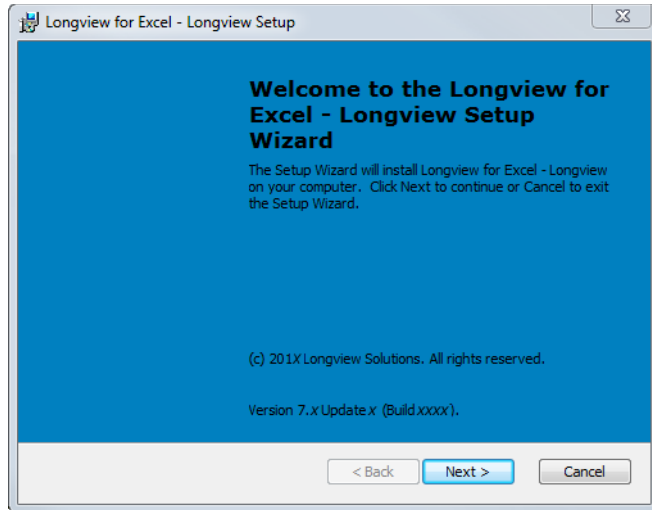 Longview for Excel - Longview Setup
Welcome to the Longview for
Excel - Longview Setup
Wizard
The Setup Wizard will install Longview for Excel - Longview
on your computer. Click Next to continue or Cancel to exit
the Setup Wizard.
(c) 201X Longview Solutions. All rights reserved.
Version 7.x Update x (Build xxxx).
< Back
Next >
Cancel